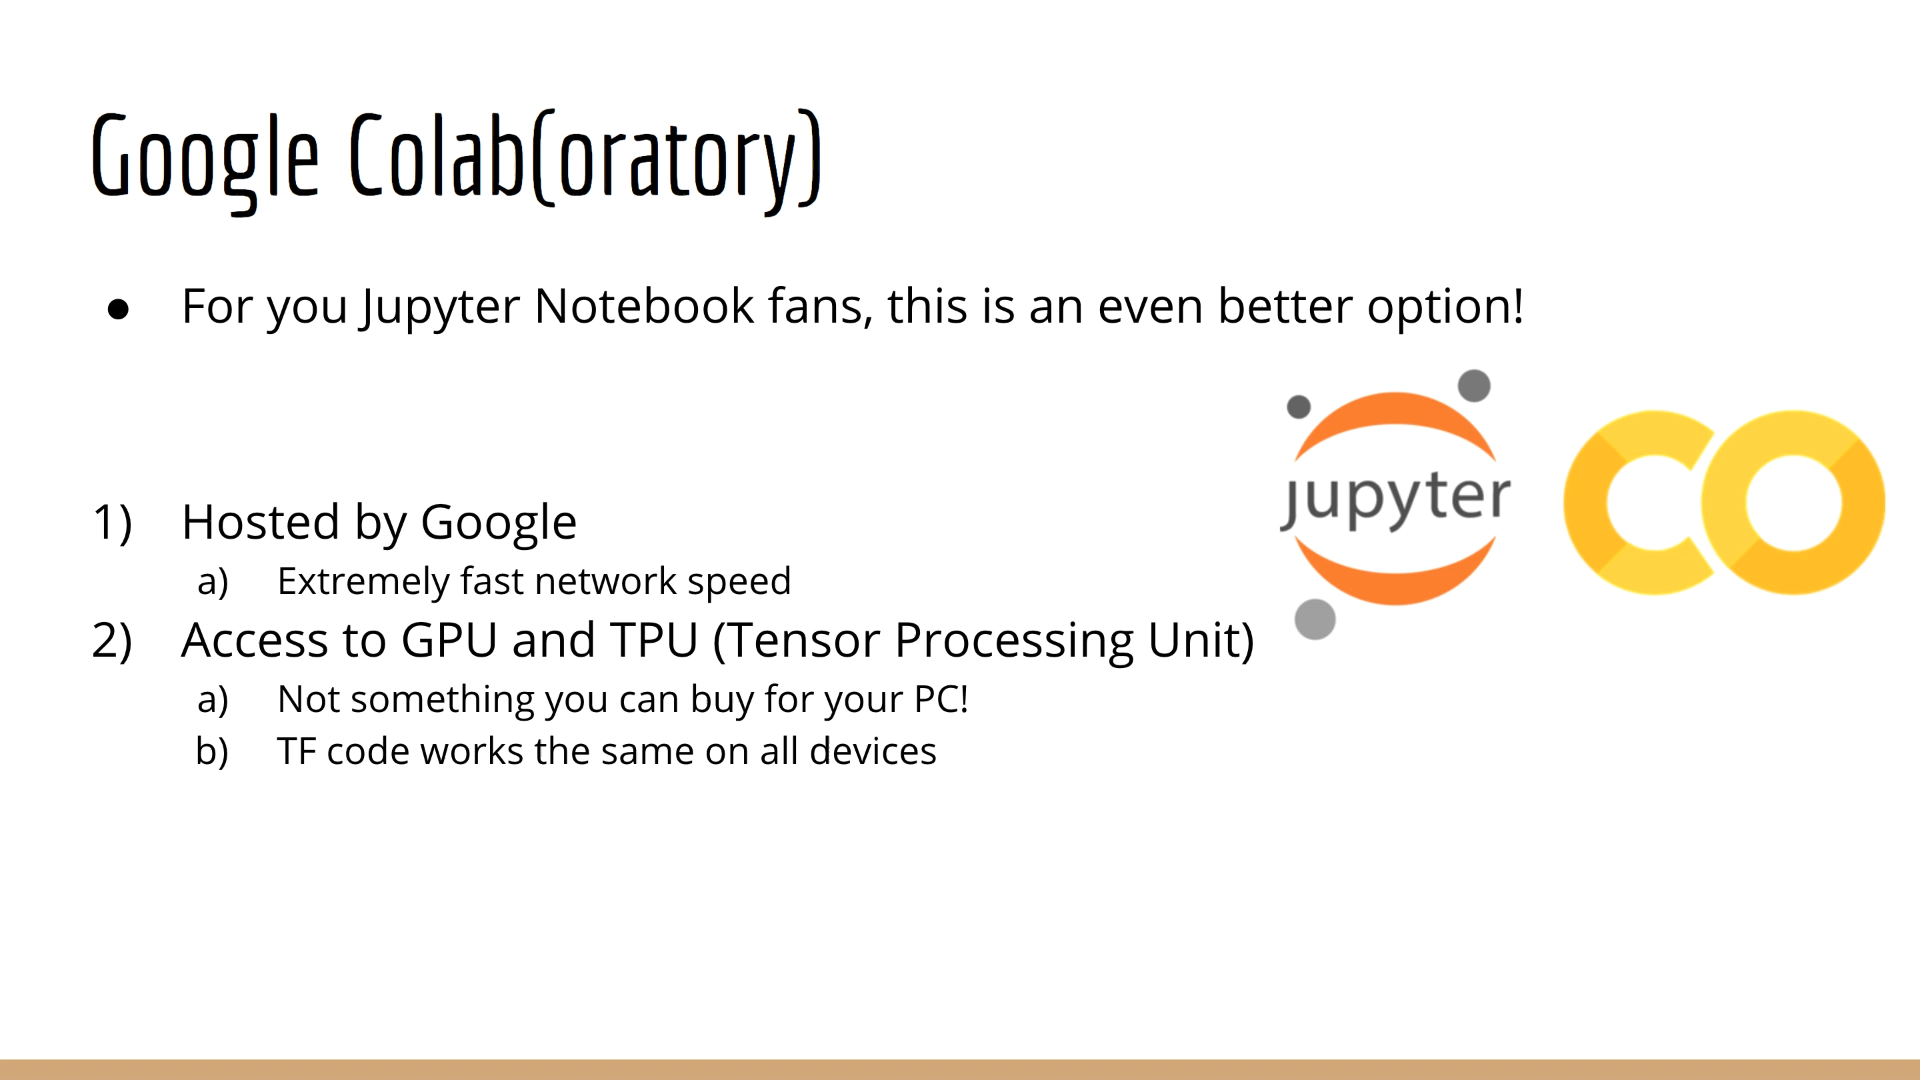 Google Colab(oratory)
● For you Jupyter Notebook fans, this is an even better option!
jupyter
CO
1) Hosted by Google
a) Extremely fast network speed
2) Access to GPU and TPU (Tensor Processing Unit)
a) Not something you can buy for your PC!
b) TF code works the same on all devices